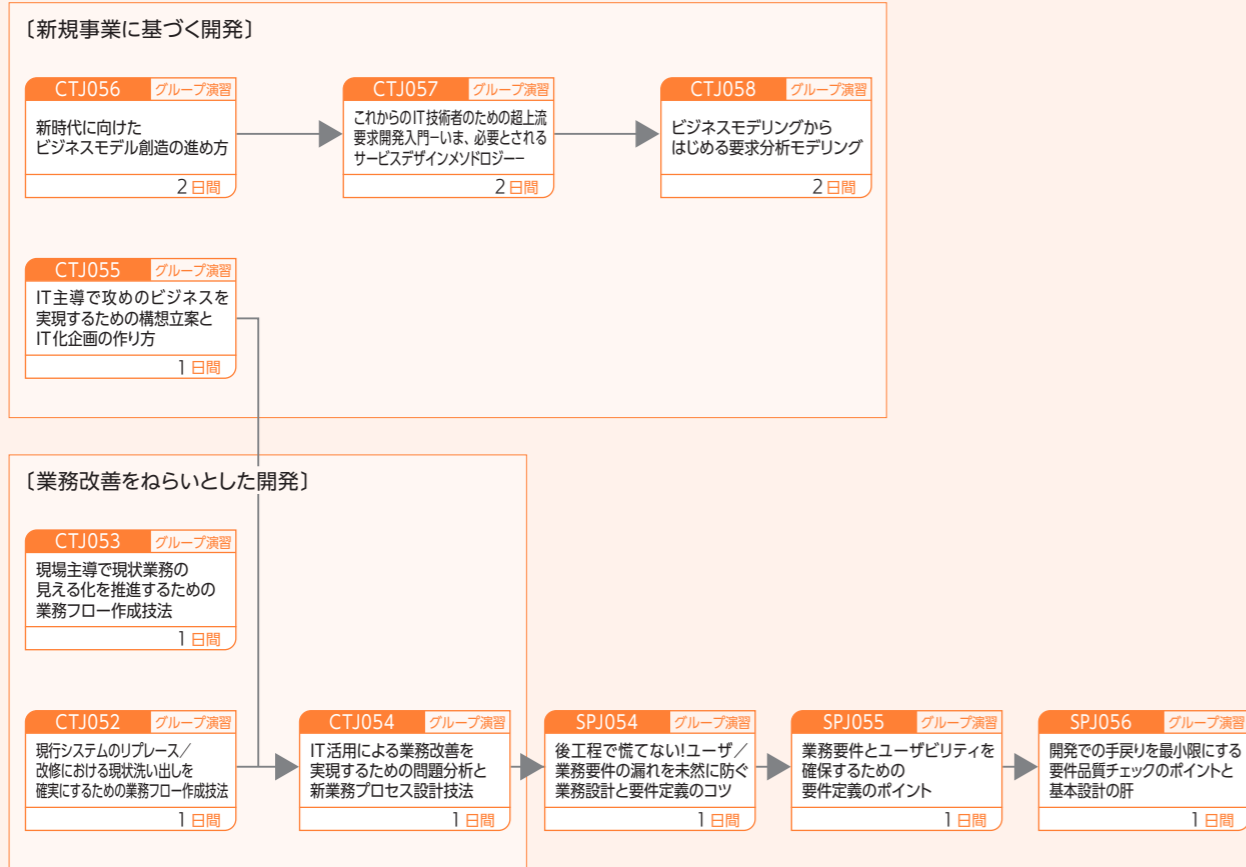 〔新規事業に基づく開発〕
CTJ056 グループ演習
新時代に向けた
ビジネスモデル創造の進め方
2日間
CTJ057 グループ演習
これからのIT技術者のための超上流
要求開発入門ーいま、必要とされる
サービスデザインメソドロジーー
2日間
CTJ058 グループ演習
ビジネスモデリングから
はじめる要求分析モデリング
2日間
CTJ055 グループ演習
IT主導で攻めのビジネスを
実現するための構想立案と
IT化企画の作り方
1日間
〔業務改善をねらいとした開発〕
CTJ053 グループ演習
現場主導で現状業務の
見える化を推進するための
業務フロー作成技法
1日間
CTJ052 グループ演習
現行システムのリプレース／
改修における現状洗い出しを
確実にするための業務フロー作成技法
1日間
CTJ054 グループ演習
IT活用による業務改善を
実現するための問題分析と
新業務プロセス設計技法
1日間
SPJ054 グループ演習
後工程で慌てない!ユーザ／
業務要件の漏れを未然に防ぐ
業務設計と要件定義のコツ
1日間
SPJ055 グループ演習
業務要件とユーザビリティを
確保するための
要件定義のポイント
1日間
SPJ056 グループ演習
開発での手戻りを最小限にする
要件品質チェックのポイントと
基本設計の肝
1日間